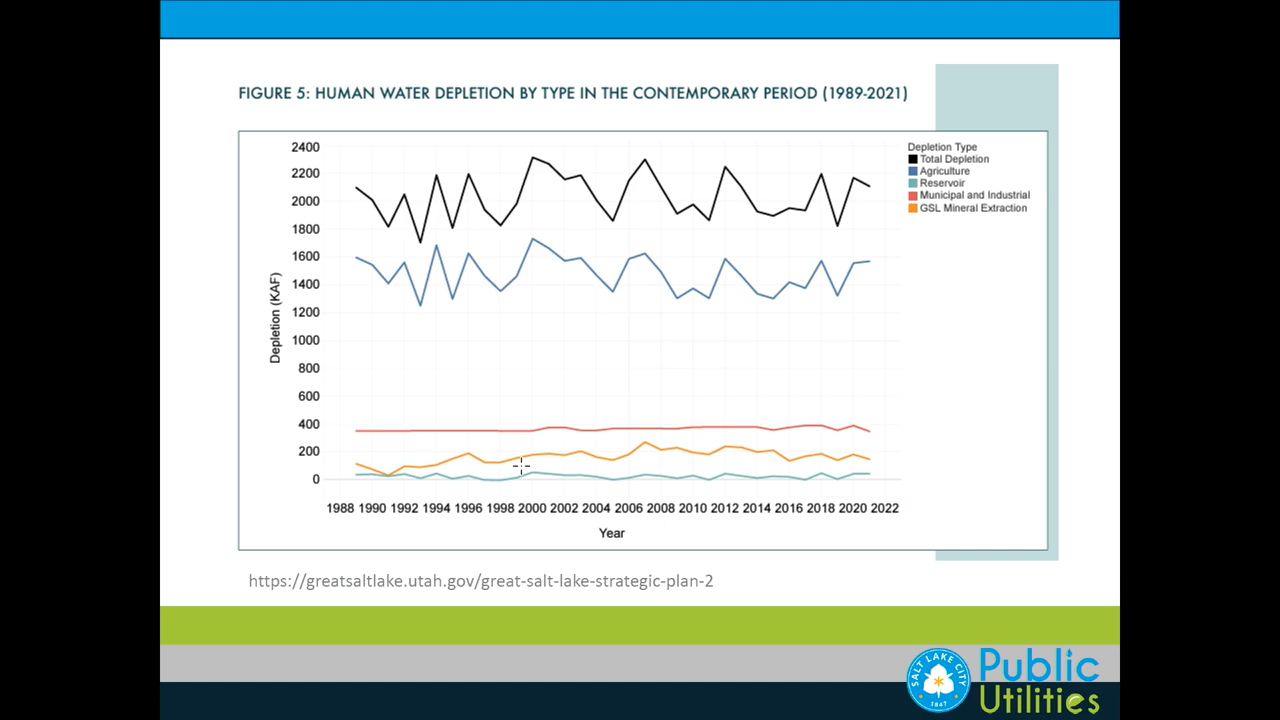 FIGURE 5: HUMAN WATER DEPLETION BY TYPE IN THE CONTEMPORARY PERIOD (1989-2021)
Depletion Type
Total Depletion
Agriculture
Reservoir
Municipal and Industrial
GSL Mineral Extraction
Depletion (KAF)
2400
2200
2000
1800
1600
1400
1200
1000
800
600
400
200
0
1988 1990 1992 1994 1996 1998 2000 2002 2004 2006 2008 2010 2012 2014 2016 2018 2020 2022
Year
https://greatsaltlake.utah.gov/great-salt-lake-strategic-plan-2
SALT LAKE CITY
1847
Public
Utilities